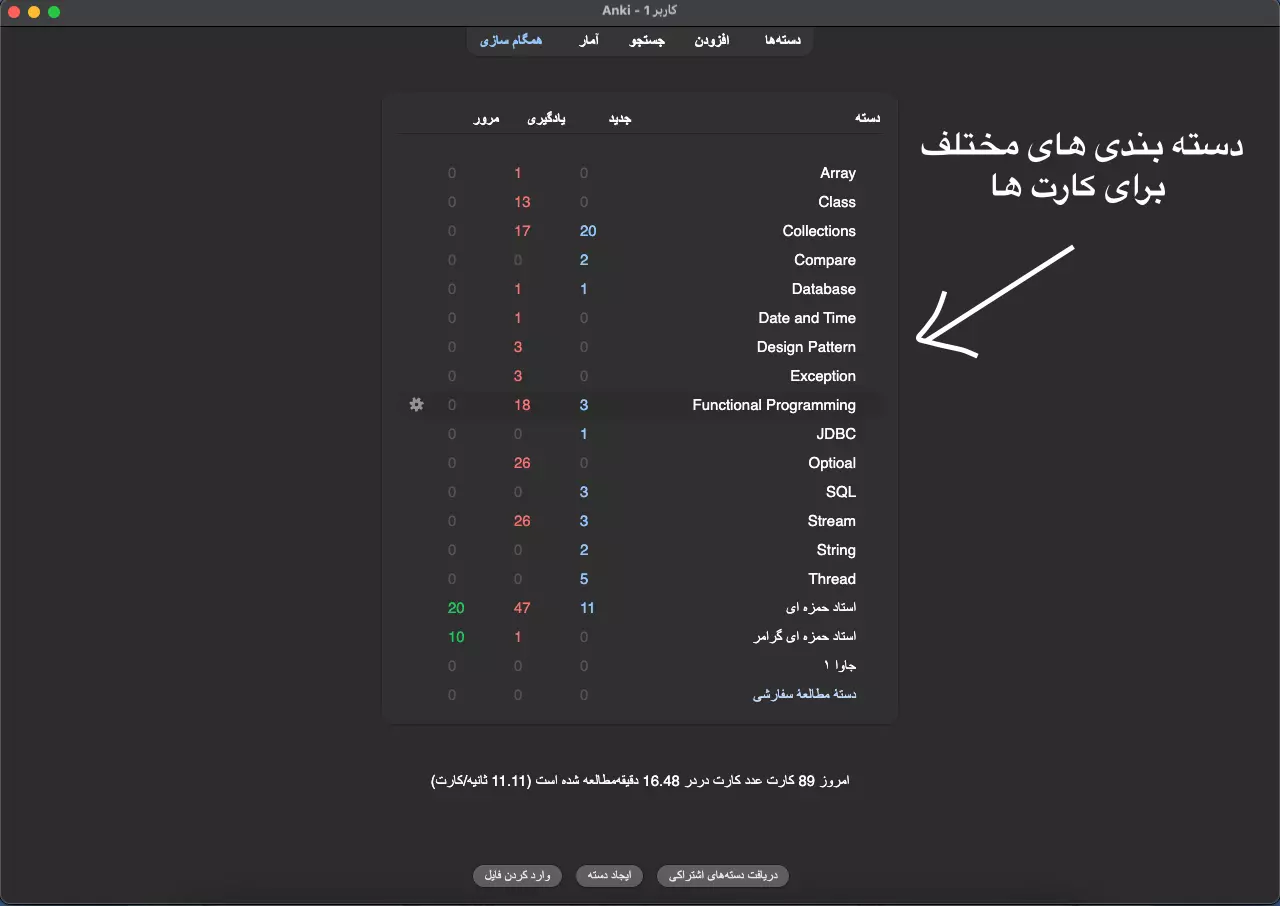 Anki - کاربر 1
دسته‌ها افزودن جستجو آمار همگام سازی
دسته جدید یادگیری مرور
دسته بندی های مختلف
برای کارت ها
Array 0 1 0
Class 0 13 0
Collections 20 17 0
Compare 2 0 0
Database 1 1 0
Date and Time 0 1 0
Design Pattern 0 3 0
Exception 0 3 0
Functional Programming 3 18 0
JDBC 1 0 0
Optioal 0 26 0
SQL 3 0 0
Stream 3 26 0
String 2 0 0
Thread 5 0 0
استاد حمزه ای 11 47 20
استاد حمزه ای گرامر 0 1 10
جاوا ۱ 0 0 0
دستهٔ مطالعهٔ سفارشی 0 0 0
امروز 89 کارت عدد کارت دردر 16.48 دقیقه‌مطالعه شده است (11.11 ثانیه/کارت)
دریافت دسته‌های اشتراکی ایجاد دسته وارد کردن فایل